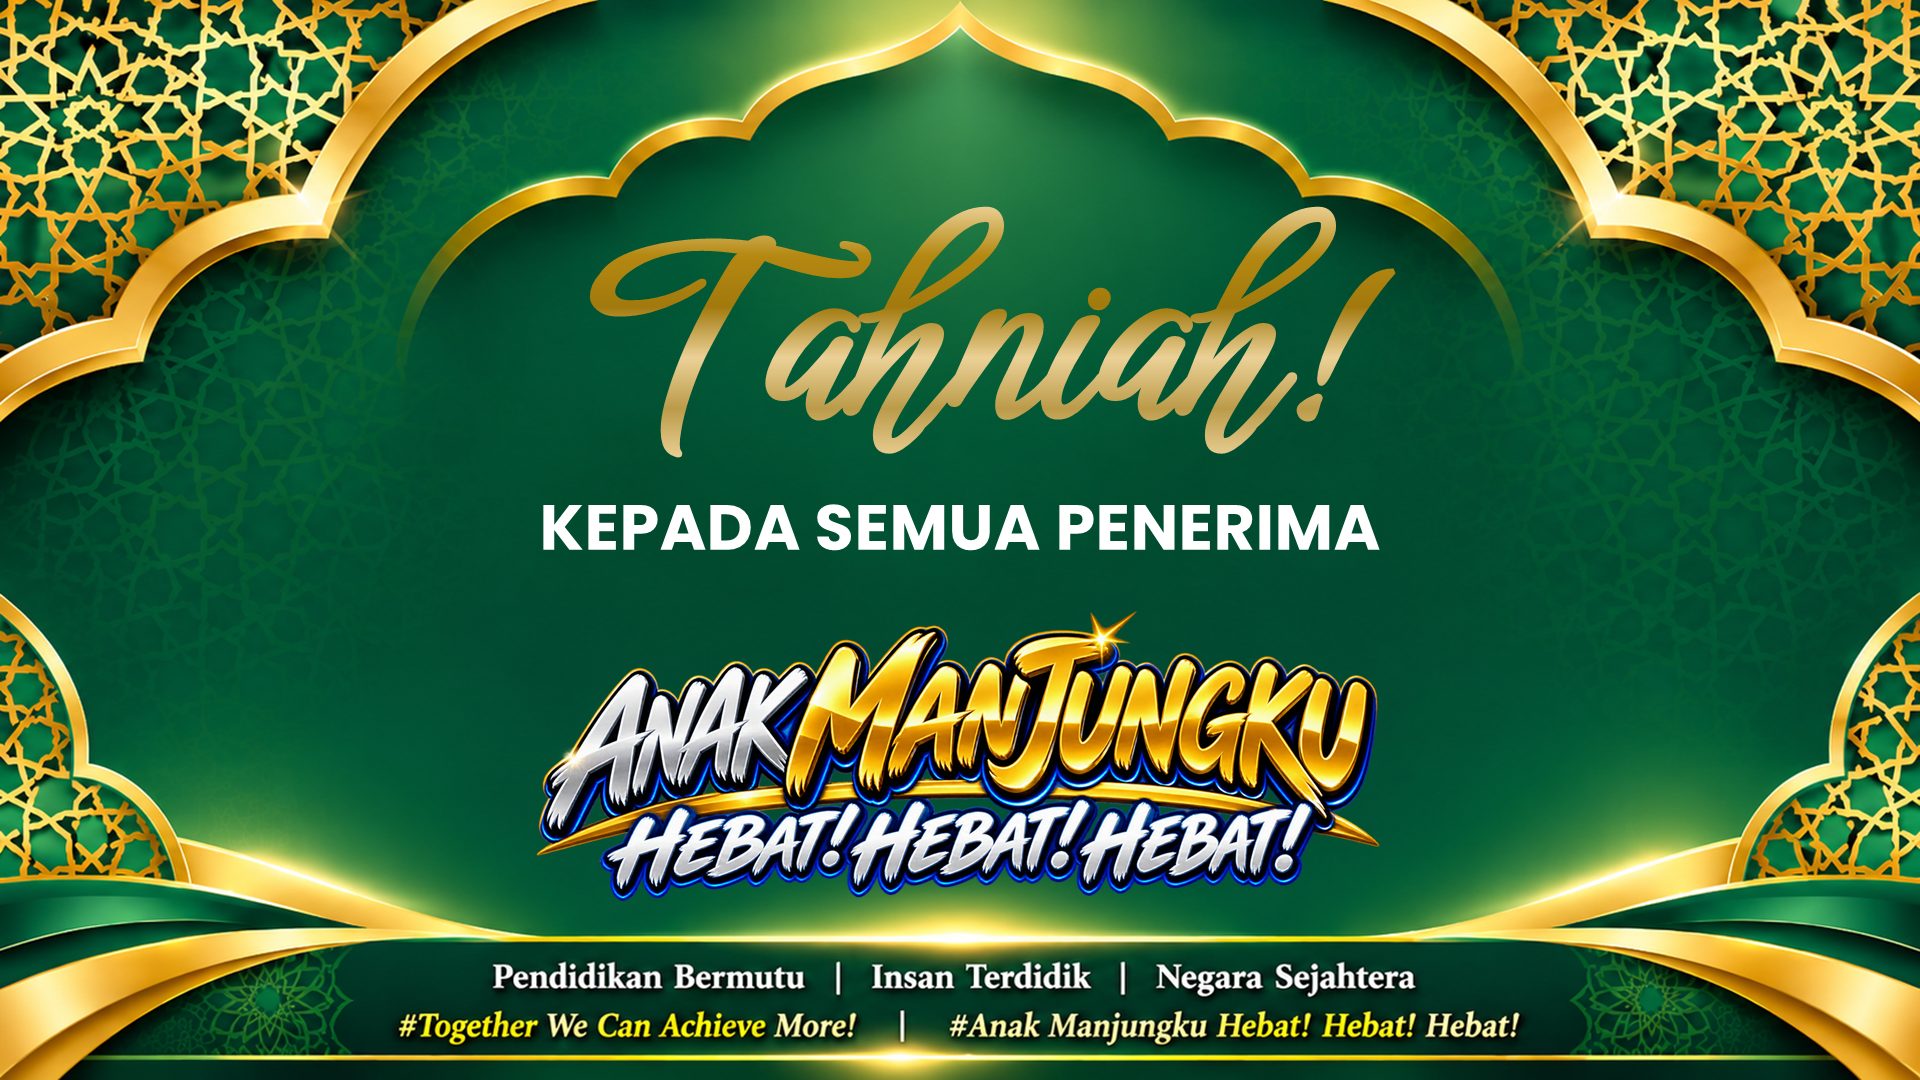 Tahniah!
KEPADA SEMUA PENERIMA
ANAK MANJUNGKU
HEBAT! HEBAT! HEBAT!
Pendidikan Bermutu | Insan Terdidik | Negara Sejahtera
#Together We Can Achieve More! | #Anak Manjungku Hebat! Hebat! Hebat!